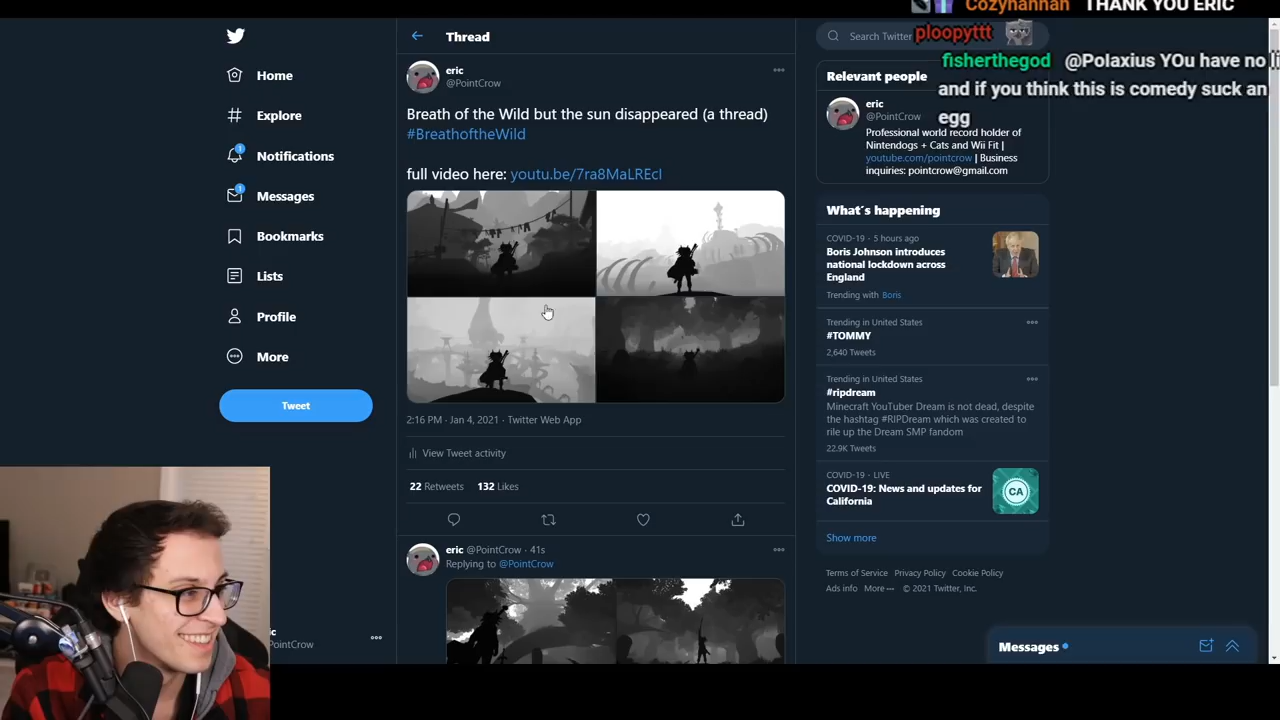 Cozyhannah THANK YOU ERIC
ploopyttt
fisherthegod @Polaxius YOu have no li
and if you think this is comedy suck an
egg
Home
Explore
Notifications
1
Messages
1
Bookmarks
Lists
Profile
More
Tweet
Thread
eric
@PointCrow
Breath of the Wild but the sun disappeared (a thread)
#BreathoftheWild
full video here: youtu.be/7ra8MaLREcI
2:16 PM · Jan 4, 2021 · Twitter Web App
View Tweet activity
22 Retweets 132 Likes
eric @PointCrow · 41s
Replying to @PointCrow
Search Twitter
Relevant people
eric
@PointCrow
Professional world record holder of
Nintendogs + Cats and Wii Fit |
youtube.com/pointcrow | Business
inquiries: pointcrow@gmail.com
What's happening
COVID-19 · 5 hours ago
Boris Johnson introduces
national lockdown across
England
Trending with Boris
Trending in United States
#TOMMY
2,640 Tweets
Trending in United States
#ripdream
Minecraft YouTuber Dream is not dead, despite
the hashtag #RIPDream which was created to
rile up the Dream SMP fandom
22.9K Tweets
COVID-19 · LIVE
COVID-19: News and updates for
California
CA
Show more
Terms of Service Privacy Policy Cookie Policy
Ads info More © 2021 Twitter, Inc.
Messages
ic
PointCrow